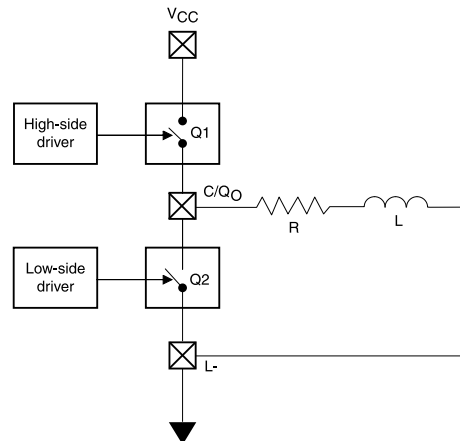 VCC
High-side
driver
Q1
C/QO
R
L
Low-side
driver
Q2
L-